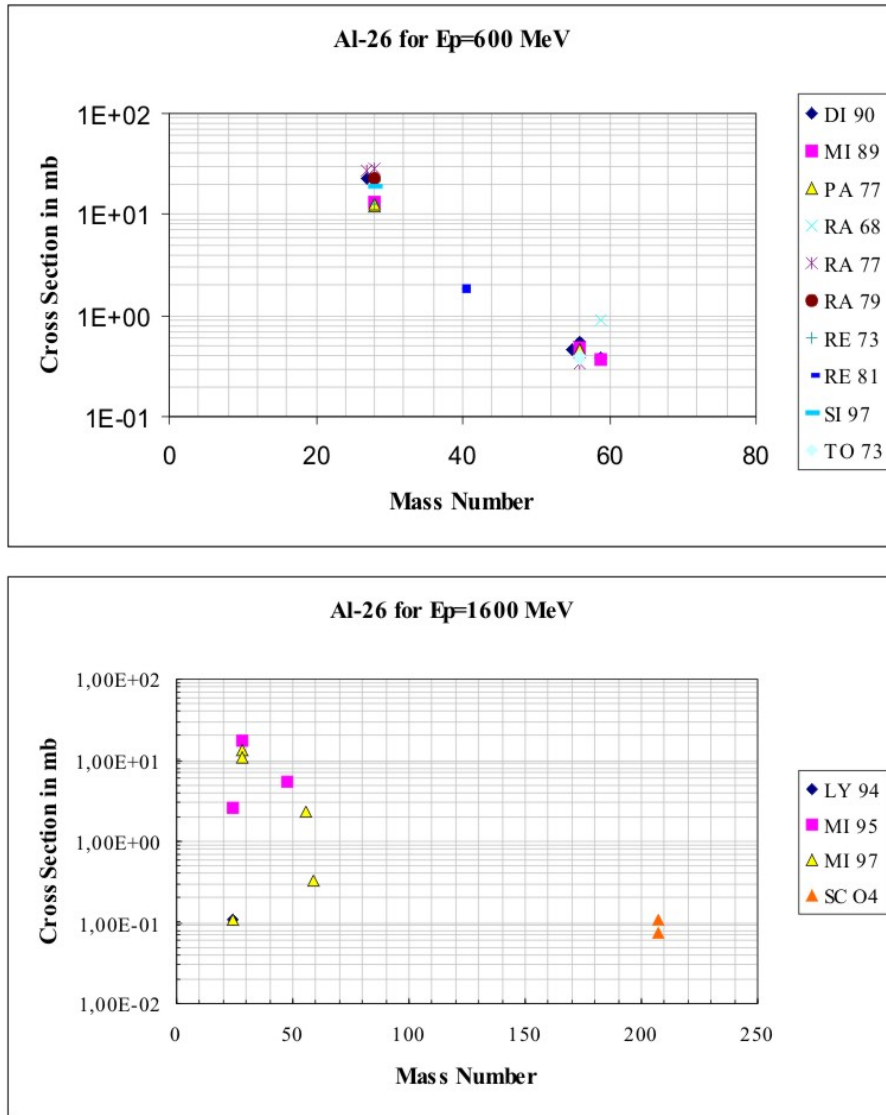 Al-26 for Ep=600 MeV
Cross Section in mb
1E+02
1E+01
1E+00
1E-01
0 20 40 60 80
Mass Number
DI 90
MI 89
PA 77
RA 68
RA 77
RA 79
RE 73
RE 81
SI 97
TO 73
Al-26 for Ep=1600 MeV
Cross Section in mb
1,00E+02
1,00E+01
1,00E+00
1,00E-01
1,00E-02
0 50 100 150 200 250
Mass Number
LY 94
MI 95
MI 97
SC O4